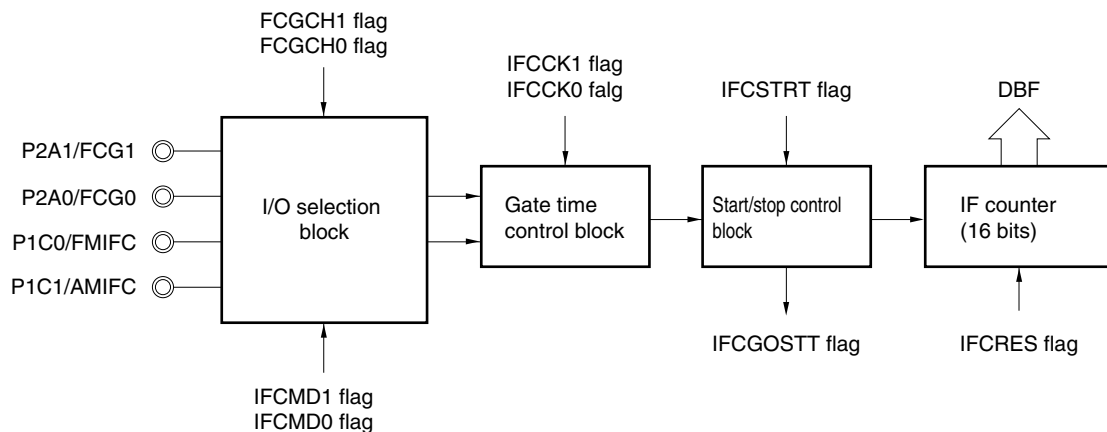 FCGCH1 flag
FCGCH0 flag
IFCCK1 flag
IFCCK0 falg
IFCSTRT flag
DBF
P2A1/FCG1
P2A0/FCG0
P1C0/FMIFC
P1C1/AMIFC
I/O selection
block
Gate time
control block
Start/stop control
block
IF counter
(16 bits)
IFCGOSTT flag
IFCRES flag
IFCMD1 flag
IFCMD0 flag